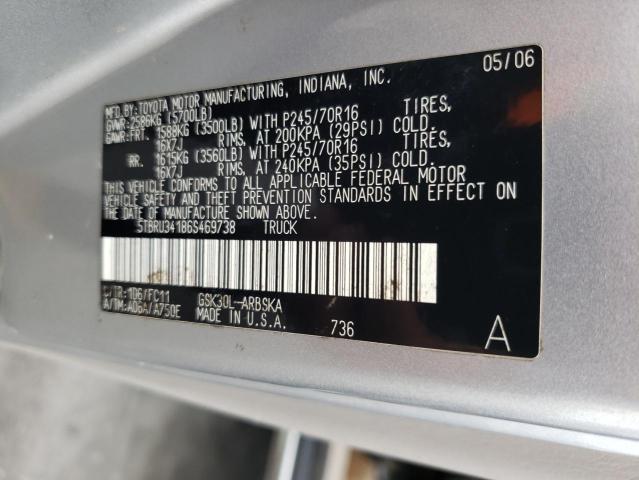 MFD.BY:TOYOTA MOTOR MANUFACTURING, INDIANA, INC. 05/06
GVWR:2586KG (5700LB)
GAWR:FRT. 1588KG (3500LB) WITH P245/70R16 TIRES,
16X7J RIMS, AT 200KPA (29PSI) COLD.
RR. 1615KG (3560LB) WITH P245/70R16 TIRES,
16X7J RIMS, AT 240KPA (35PSI) COLD.
THIS VEHICLE CONFORMS TO ALL APPLICABLE FEDERAL MOTOR
VEHICLE SAFETY AND THEFT PREVENTION STANDARDS IN EFFECT ON
THE DATE OF MANUFACTURE SHOWN ABOVE.
5TBRU34186S469738 TRUCK
C/TR:1D6/FC11 GSK30L-ARBSKA
A/TM:A06A/A750E MADE IN U.S.A.
736 A